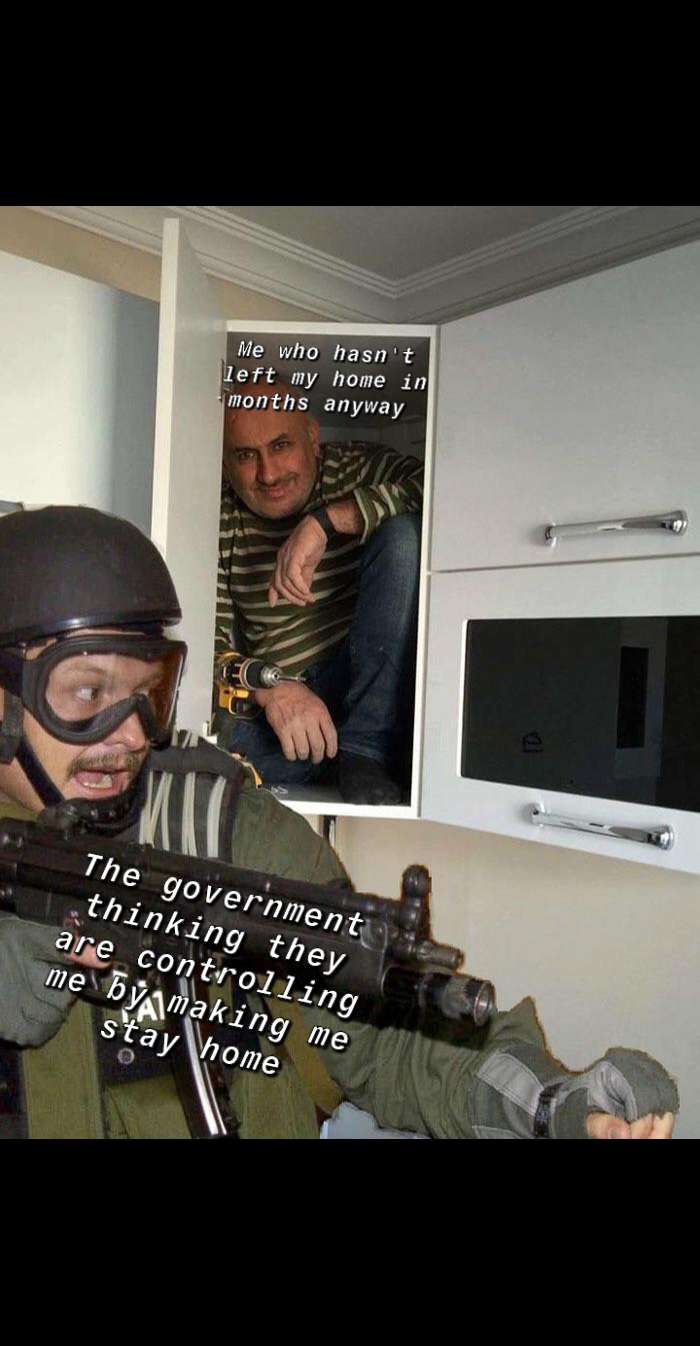 Me who hasn't
left my home in
months anyway
The government
thinking they
are controlling
me by making me
stay home